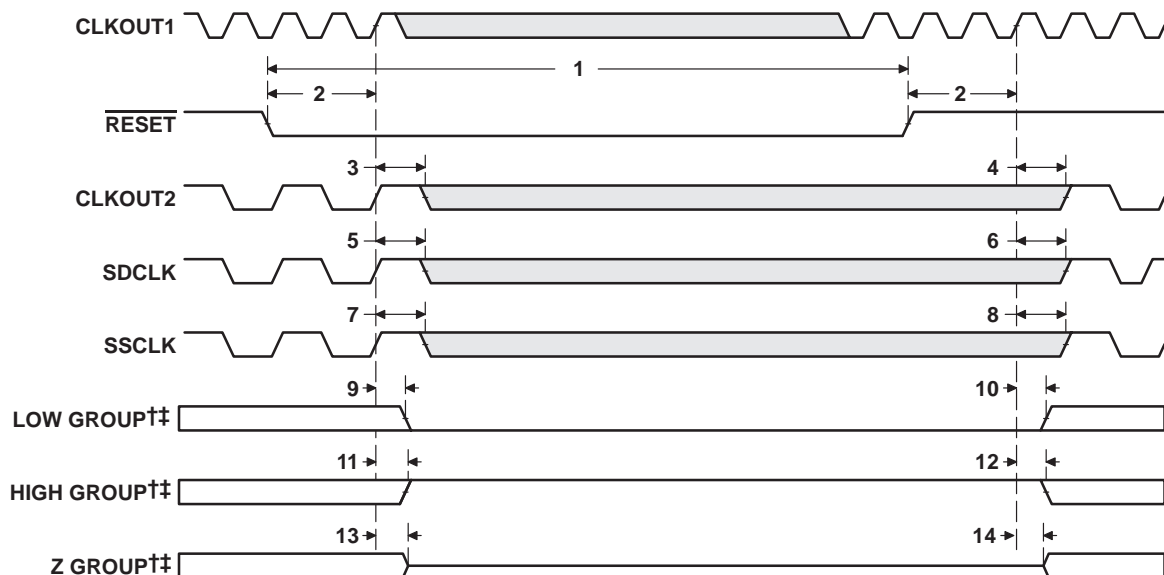 CLKOUT1
1
2 2
RESET
3 4
CLKOUT2
5 6
SDCLK
7 8
SSCLK
9 10
LOW GROUP†‡
11 12
HIGH GROUP†‡
13 14
Z GROUP†‡